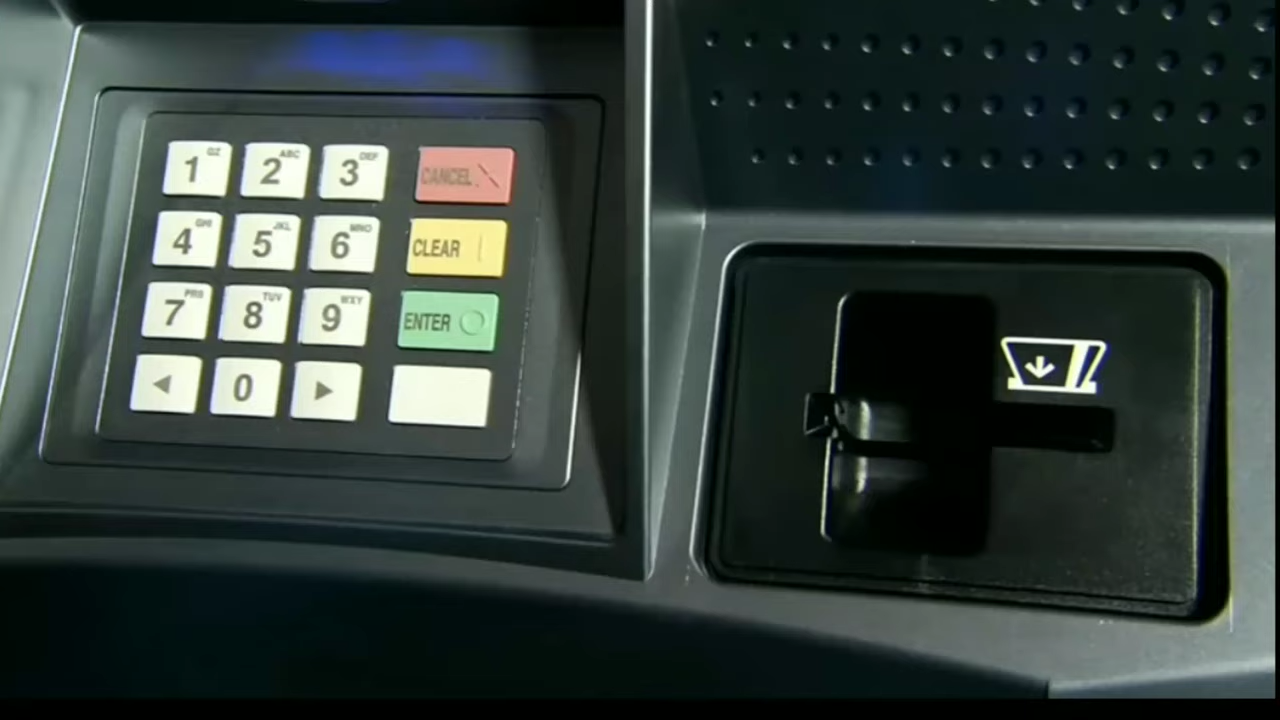 1 QZ 2 ABC 3 DEF CANCEL
4 GHI 5 JKL 6 MNO CLEAR
7 PRS 8 TUV 9 WXY ENTER
0